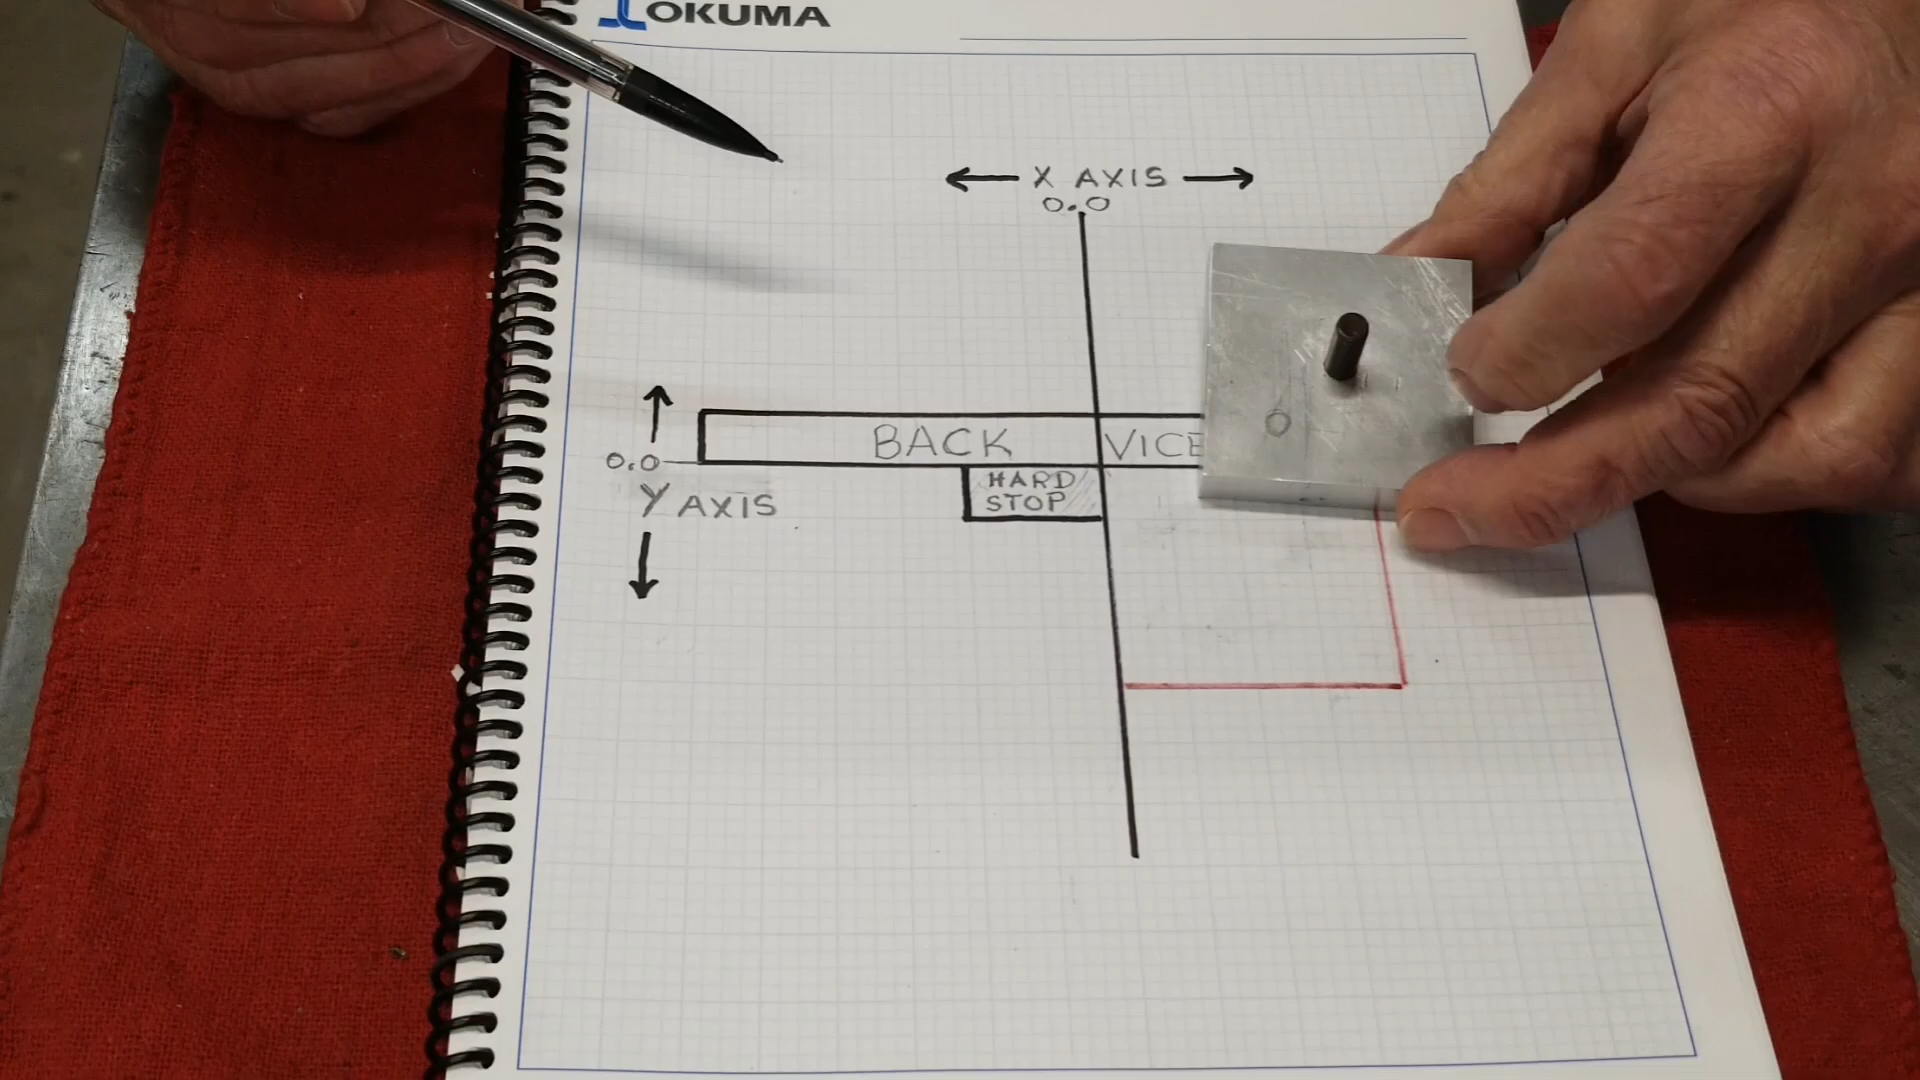 OKUMA
X AXIS
0.0
BACK VICE
0.0
HARD
STOP
Y AXIS